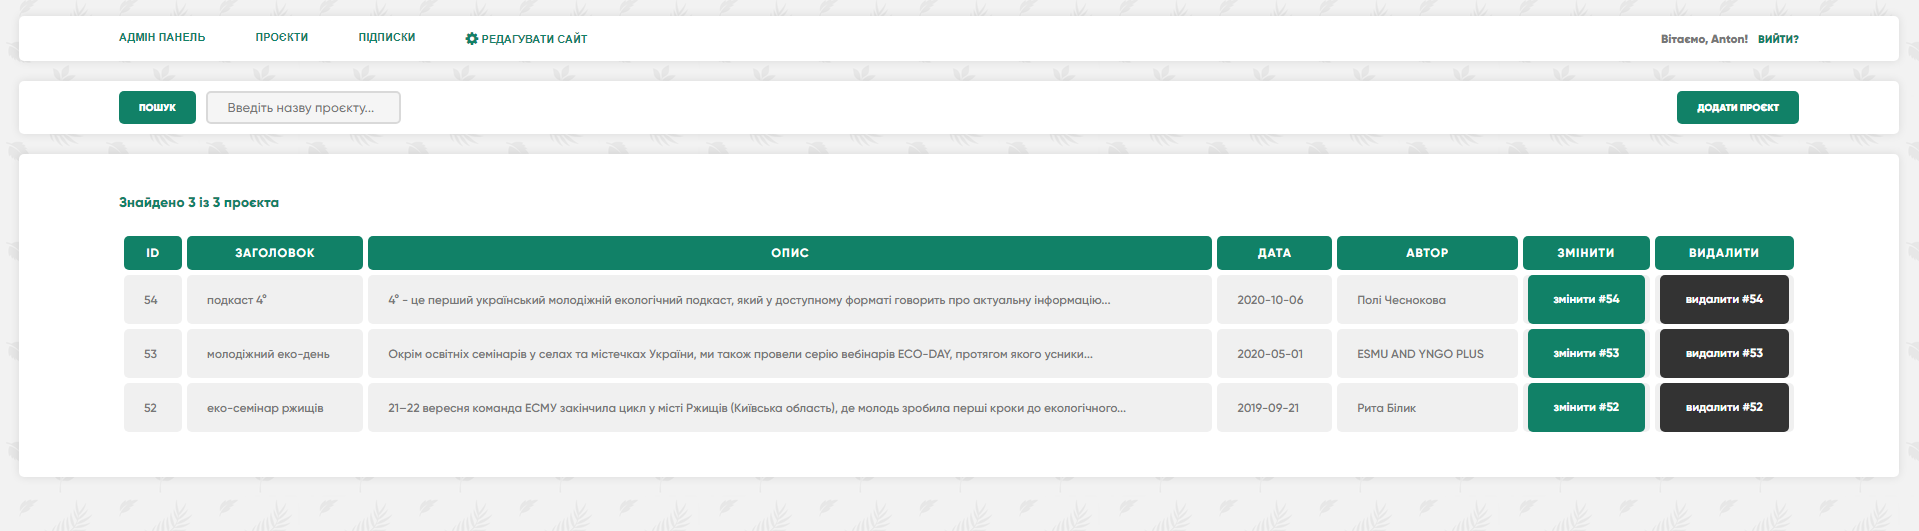 АДМІН ПАНЕЛЬ ПРОЄКТИ ПІДПИСКИ РЕДАГУВАТИ САЙТ Вітаємо, Anton! ВИЙТИ?
ПОШУК Введіть назву проєкту... ДОДАТИ ПРОЄКТ
Знайдено 3 із 3 проєкта
ID ЗАГОЛОВОК ОПИС ДАТА АВТОР ЗМІНИТИ ВИДАЛИТИ
54 подкаст 4° 4° - це перший український молодіжній екологічний подкаст, який у доступному форматі говорить про актуальну інформацію... 2020-10-06 Полі Чеснокова змінити #54 видалити #54
53 молодіжний еко-день Окрім освітніх семінарів у селах та містечках України, ми також провели серію вебінарів ECO-DAY, протягом якого усники... 2020-05-01 ESMU AND YNGO PLUS змінити #53 видалити #53
52 еко-семінар ржищів 21–22 вересня команда ЕСМУ закінчила цикл у місті Ржищів (Київська область), де молодь зробила перші кроки до екологічного... 2019-09-21 Рита Білик змінити #52 видалити #52